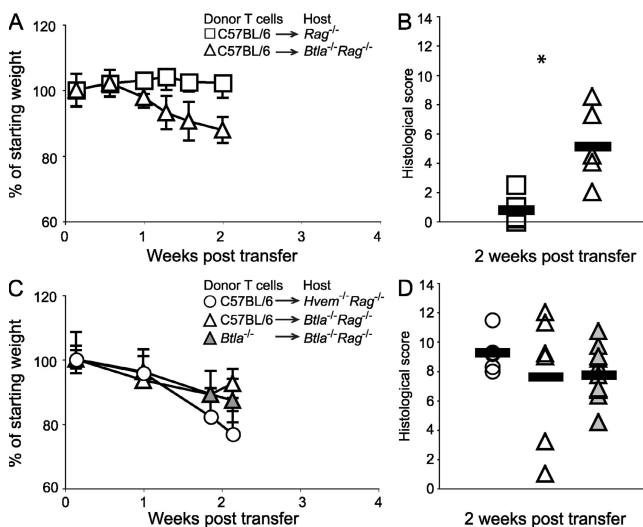 A
Donor T cells Host
C57BL/6 → Rag-/-
C57BL/6 → Btla-/-Rag-/-
% of starting weight
120
100
80
60
0 1 2 3 4
Weeks post transfer
B
*
Histological score
14
12
10
8
6
4
2
0
2 weeks post transfer
C
Donor T cells Host
C57BL/6 → Hvem-/-Rag-/-
C57BL/6 → Btla-/-Rag-/-
Btla-/- → Btla-/-Rag-/-
% of starting weight
120
100
80
60
0 1 2 3 4
Weeks post transfer
D
Histological score
14
12
10
8
6
4
2
0
2 weeks post transfer